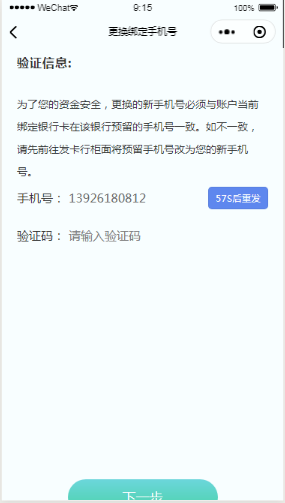 WeChat 9:15 100%
更换绑定手机号
验证信息:
为了您的资金安全，更换的新手机号必须与账户当前
绑定银行卡在该银行预留的手机号一致。如不一致，
请先前往发卡行柜面将预留手机号改为您的新手机
号。
手机号： 13926180812 57S后重发
验证码： 请输入验证码
下一步